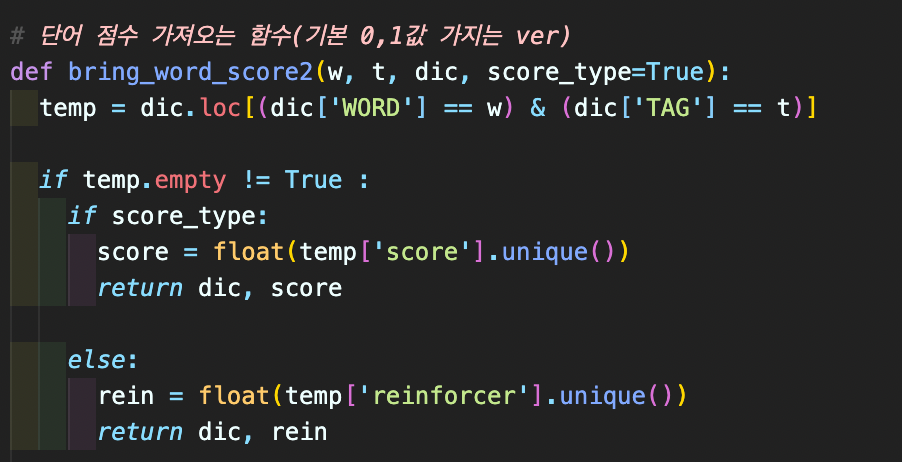 # 단어 점수 가져오는 함수(기본 0,1값 가지는 ver)
def bring_word_score2(w, t, dic, score_type=True):
  temp = dic.loc[(dic['WORD'] == w) & (dic['TAG'] == t)]
  if temp.empty != True :
    if score_type:
      score = float(temp['score'].unique())
      return dic, score
    else:
      rein = float(temp['reinforcer'].unique())
      return dic, rein